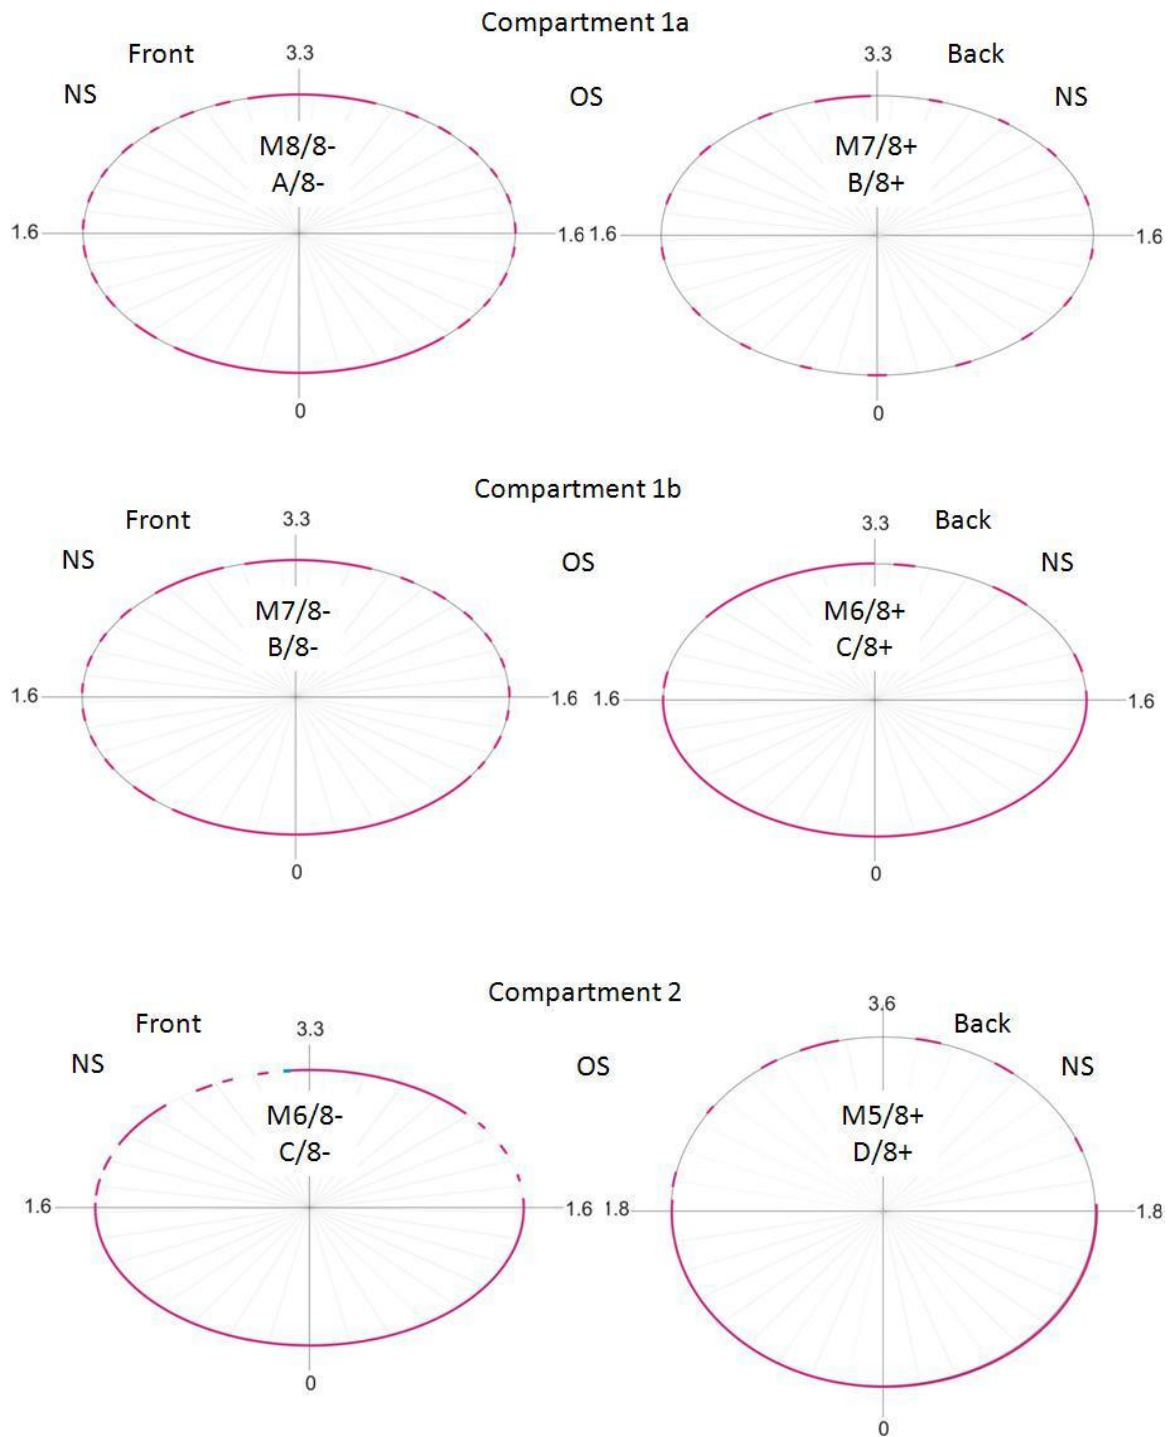 Compartment 1a
Front 3.3 3.3 Back
NS OS NS
M8/8- M7/8+
A/8- B/8+
1.6 1.6 1.6 1.6
0 0
Compartment 1b
Front 3.3 3.3 Back
NS OS NS
M7/8- M6/8+
B/8- C/8+
1.6 1.6 1.6 1.6
0 0
Compartment 2
Front 3.3 3.6 Back
NS OS NS
M6/8- M5/8+
C/8- D/8+
1.6 1.6 1.8 1.8
0 0